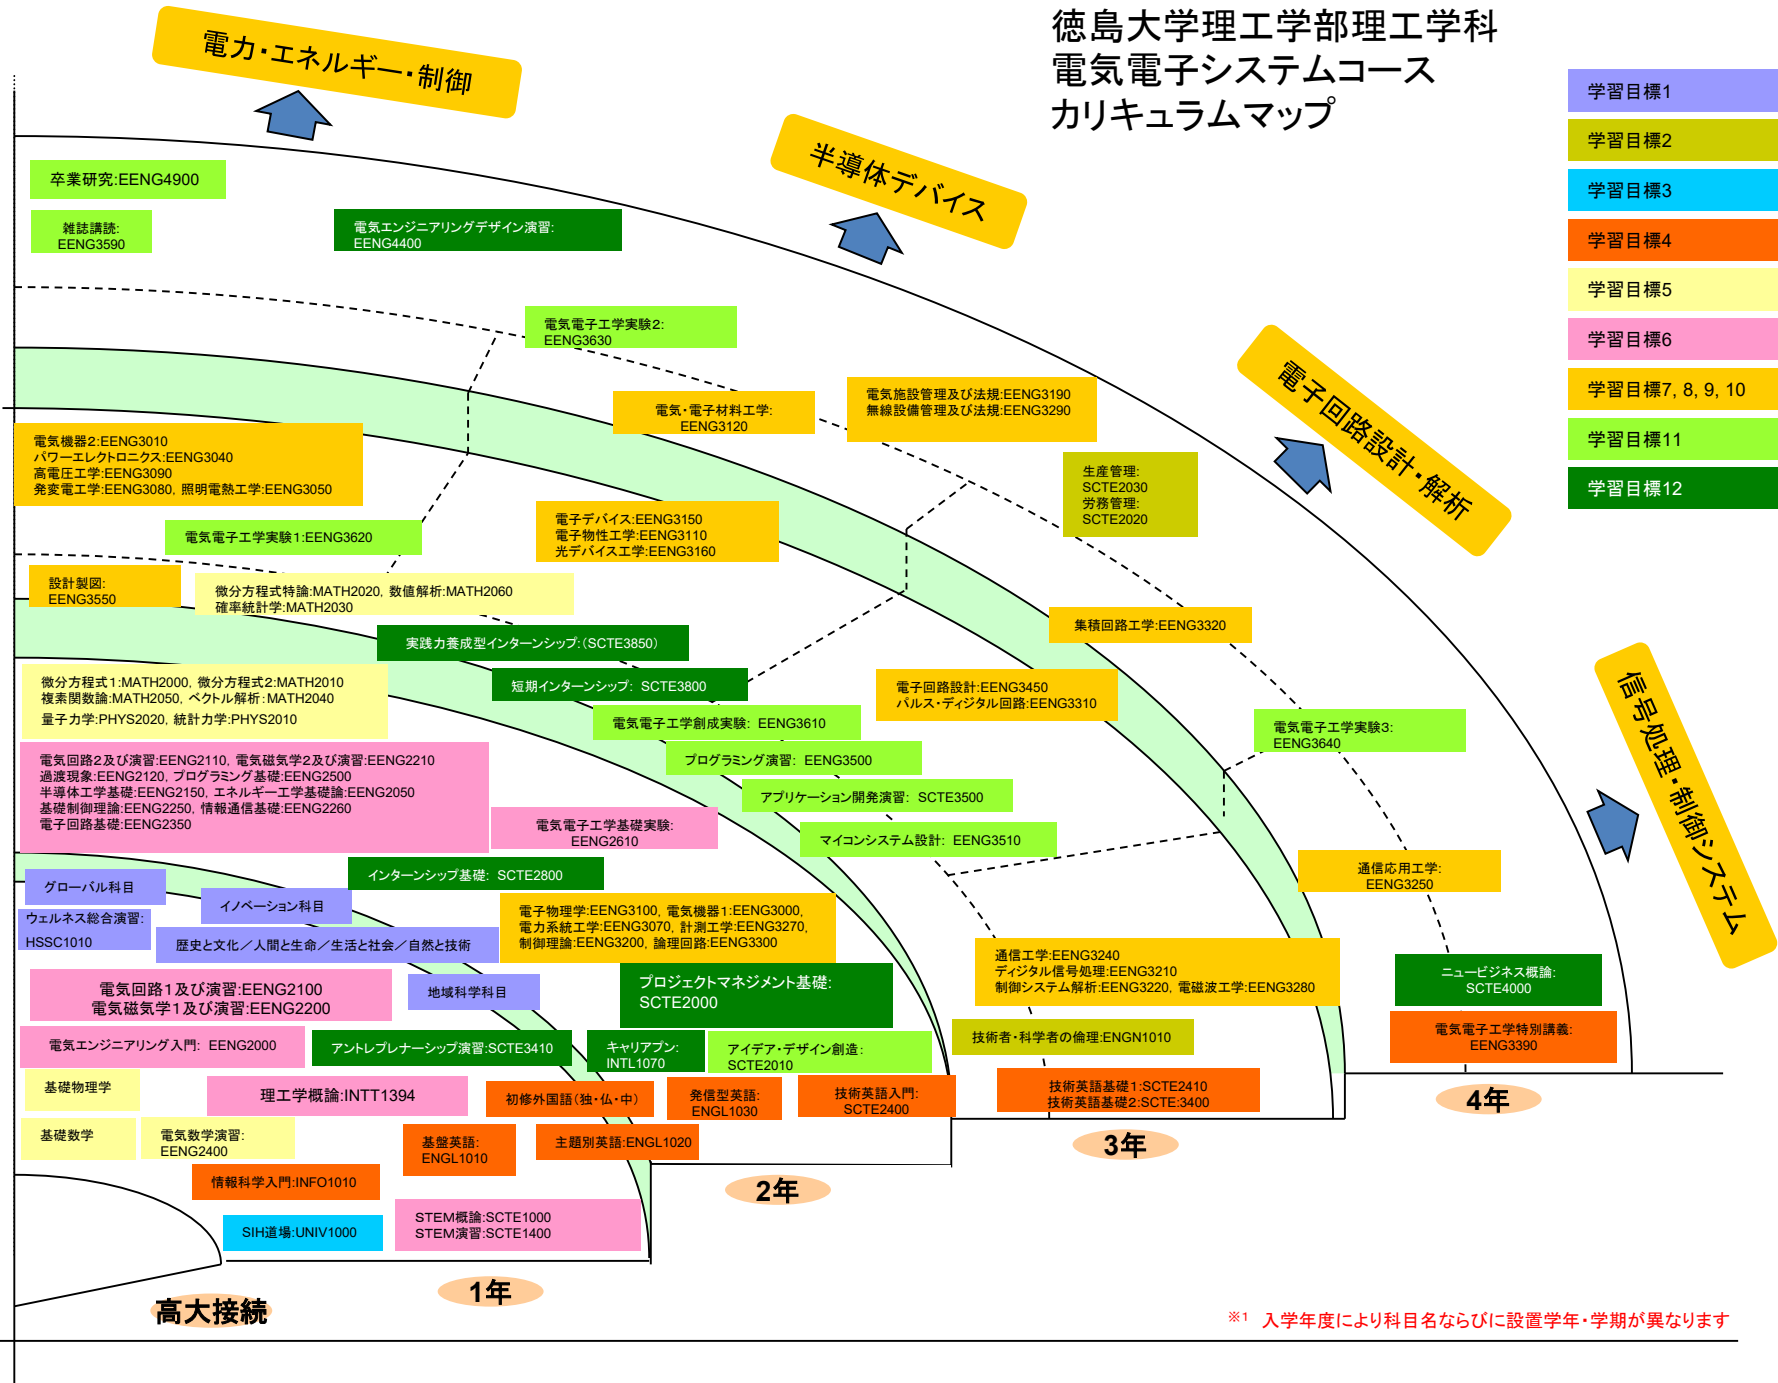 徳島大学理工学部理工学科
電気電子システムコース
カリキュラムマップ
電力・エネルギー・制御
半導体デバイス
電子回路設計・解析
信号処理・制御システム
学習目標1
学習目標2
学習目標3
学習目標4
学習目標5
学習目標6
学習目標7, 8, 9, 10
学習目標11
学習目標12
卒業研究:EENG4900
雑誌講読:
EENG3590
電気エンジニアリングデザイン演習:
EENG4400
電気電子工学実験2:
EENG3630
電気・電子材料工学:
EENG3120
電気施設管理及び法規:EENG3190
無線設備管理及び法規:EENG3290
電気機器2:EENG3010
パワーエレクトロニクス:EENG3040
高電圧工学:EENG3090
発変電工学:EENG3080, 照明電熱工学:EENG3050
生産管理:
SCTE2030
労務管理:
SCTE2020
電気電子工学実験1:EENG3620
電子デバイス:EENG3150
電子物性工学:EENG3110
光デバイス工学:EENG3160
設計製図:
EENG3550
微分方程式特論:MATH2020, 数値解析:MATH2060
確率統計学:MATH2030
集積回路工学:EENG3320
実践力養成型インターンシップ:(SCTE3850)
短期インターンシップ: SCTE3800
微分方程式1:MATH2000, 微分方程式2:MATH2010
複素関数論:MATH2050, ベクトル解析:MATH2040
量子力学:PHYS2020, 統計力学:PHYS2010
電子回路設計:EENG3450
パルス・ディジタル回路:EENG3310
電気電子工学創成実験: EENG3610
電気電子工学実験3:
EENG3640
プログラミング演習: EENG3500
電気回路2及び演習:EENG2110, 電気磁気学2及び演習:EENG2210
過渡現象:EENG2120, プログラミング基礎:EENG2500
半導体工学基礎:EENG2150, エネルギー工学基礎論:EENG2050
基礎制御理論:EENG2250, 情報通信基礎:EENG2260
電子回路基礎:EENG2350
アプリケーション開発演習: SCTE3500
電気電子工学基礎実験:
EENG2610
マイコンシステム設計: EENG3510
インターンシップ基礎: SCTE2800
通信応用工学:
EENG3250
グローバル科目
イノベーション科目
ウェルネス総合演習:
HSSC1010
歴史と文化／人間と生命／生活と社会／自然と技術
電子物理学:EENG3100, 電気機器1:EENG3000,
電力系統工学:EENG3070, 計測工学:EENG3270,
制御理論:EENG3200, 論理回路:EENG3300
通信工学:EENG3240
ディジタル信号処理:EENG3210
制御システム解析:EENG3220, 電磁波工学:EENG3280
ニュービジネス概論:
SCTE4000
電気回路1及び演習:EENG2100
電気磁気学1及び演習:EENG2200
地域科学科目
プロジェクトマネジメント基礎:
SCTE2000
電気電子工学特別講義:
EENG3390
電気エンジニアリング入門: EENG2000
アントレプレナーシップ演習:SCTE3410
キャリアプン:
INTL1070
アイデア・デザイン創造:
SCTE2010
技術者・科学者の倫理:ENGN1010
基礎物理学
理工学概論:INTT1394
初修外国語(独・仏・中)
発信型英語:
ENGL1030
技術英語入門:
SCTE2400
技術英語基礎1:SCTE2410
技術英語基礎2:SCTE:3400
4年
基礎数学
電気数学演習:
EENG2400
基盤英語:
ENGL1010
主題別英語:ENGL1020
3年
情報科学入門:INFO1010
2年
SIH道場:UNIV1000
STEM概論:SCTE1000
STEM演習:SCTE1400
1年
高大接続
※1 入学年度により科目名ならびに設置学年・学期が異なります